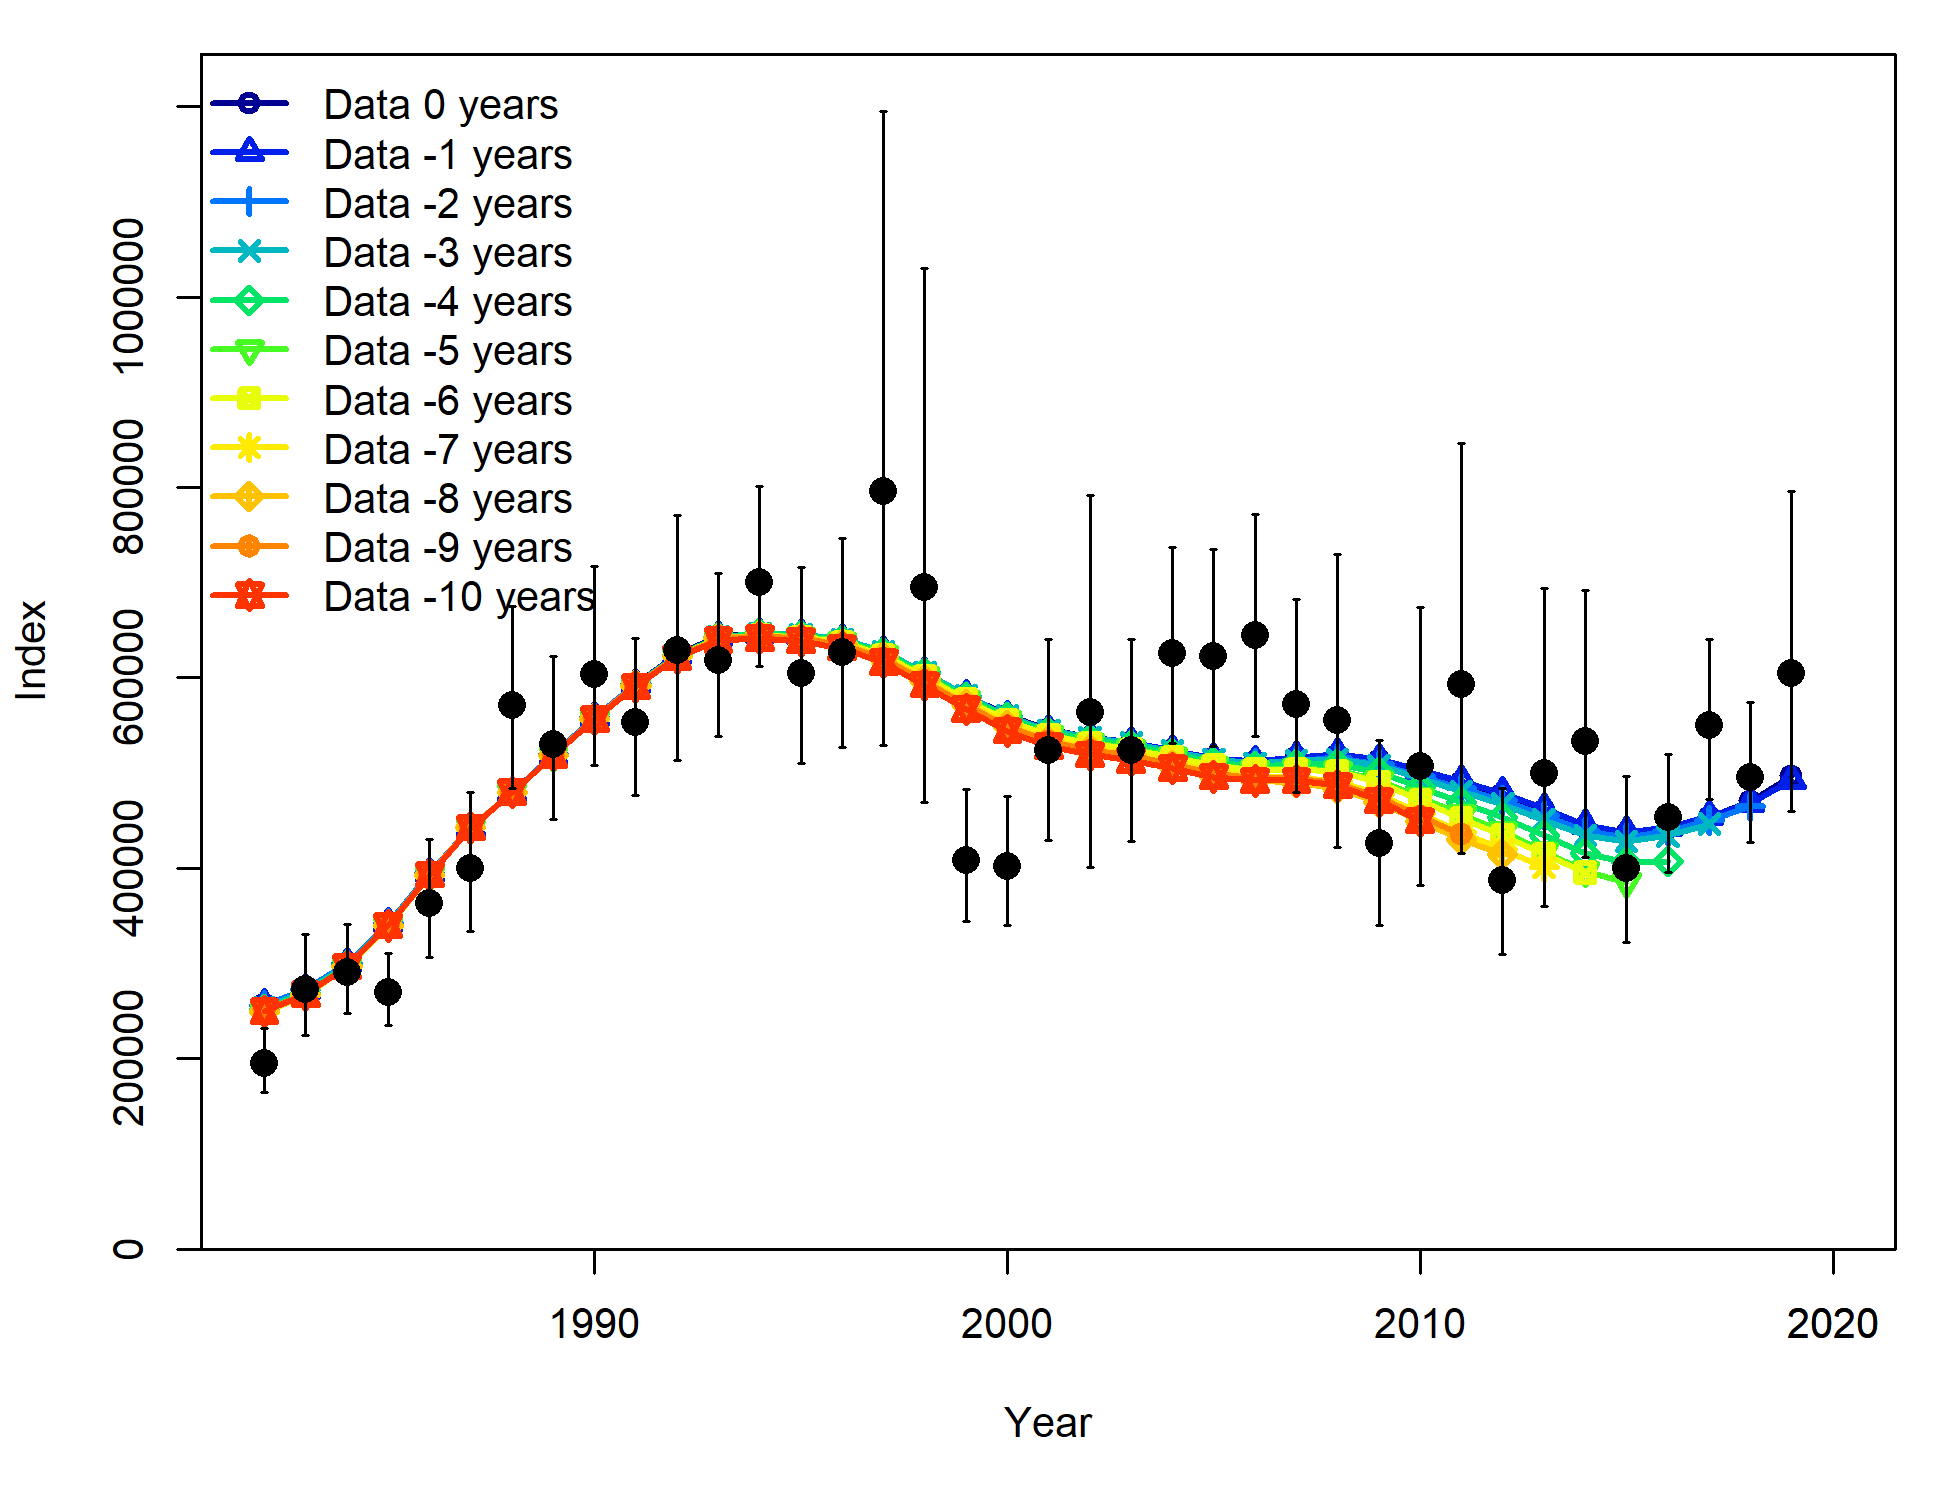 Data 0 years
Data -1 years
Data -2 years
Data -3 years
Data -4 years
Data -5 years
Data -6 years
Data -7 years
Data -8 years
Data -9 years
Data -10 years
1000000
800000
600000
400000
200000
0
Index
1990 2000 2010 2020
Year